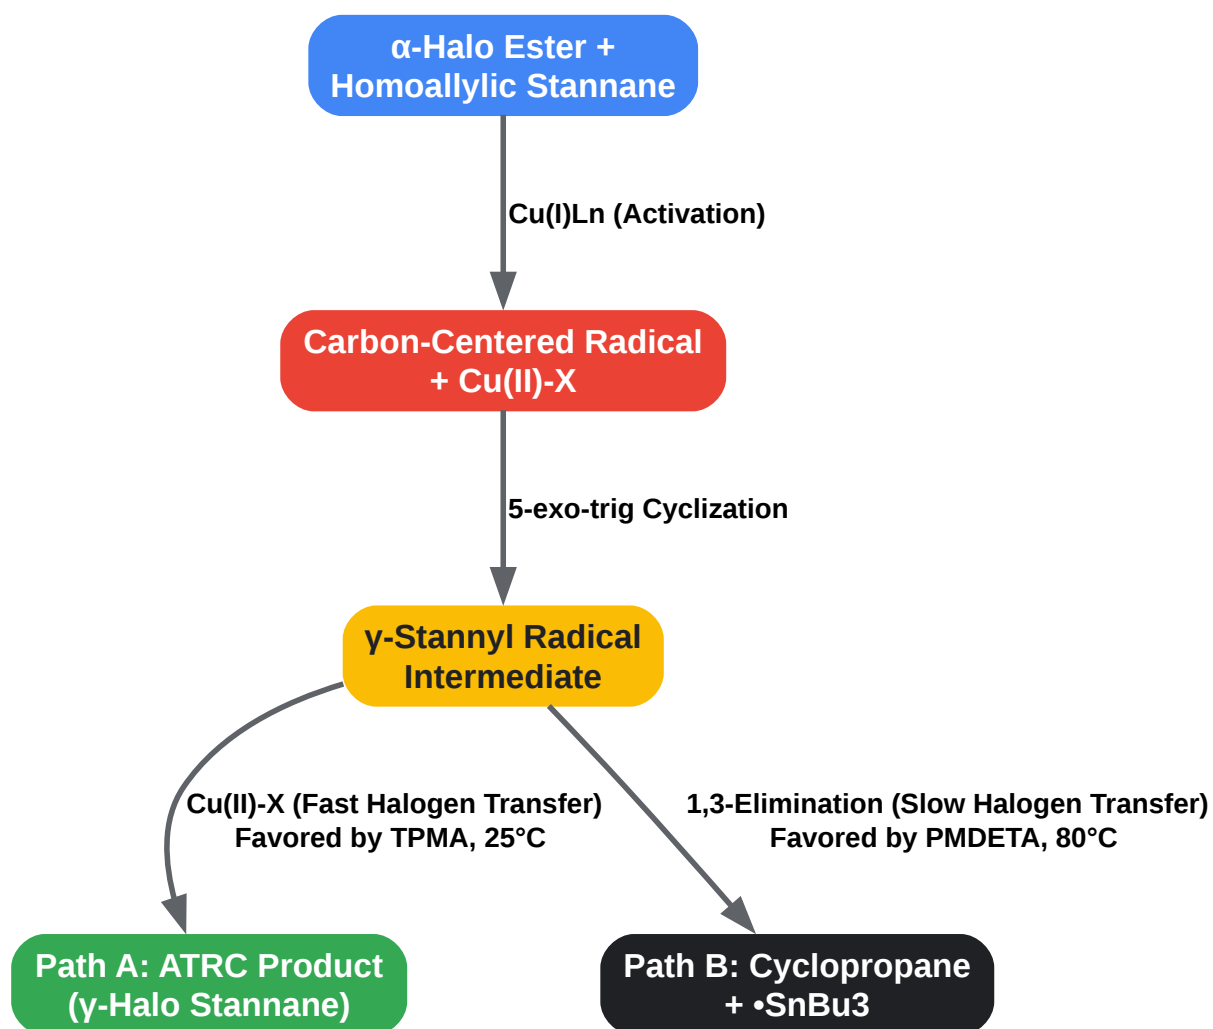 α-Halo Ester +
Homoallylic Stannane
Cu(I)Ln (Activation)
Carbon-Centered Radical
+ Cu(II)-X
5-exo-trig Cyclization
γ-Stannyl Radical
Intermediate
Cu(II)-X (Fast Halogen Transfer)
Favored by TPMA, 25°C
1,3-Elimination (Slow Halogen Transfer)
Favored by PMDETA, 80°C
Path A: ATRC Product
(γ-Halo Stannane)
Path B: Cyclopropane
+ •SnBu3